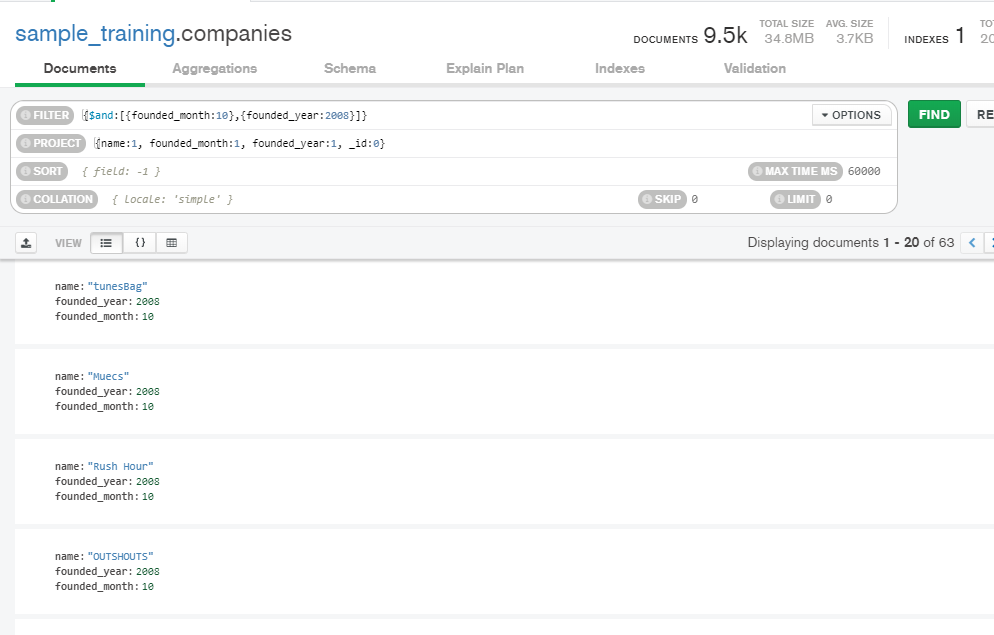 sample_training.companies
DOCUMENTS 9.5k TOTAL SIZE 34.8MB AVG. SIZE 3.7KB INDEXES 1
Documents Aggregations Schema Explain Plan Indexes Validation
FILTER {$and:[{founded_month:10},{founded_year:2008}]} OPTIONS FIND
PROJECT {name:1, founded_month:1, founded_year:1, _id:0}
SORT { field: -1 } MAX TIME MS 60000
COLLATION { locale: 'simple' } SKIP 0 LIMIT 0
VIEW {} Displaying documents 1 - 20 of 63
name: "tunesBag"
founded_year: 2008
founded_month: 10
name: "Muecs"
founded_year: 2008
founded_month: 10
name: "Rush Hour"
founded_year: 2008
founded_month: 10
name: "OUTSHOUTS"
founded_year: 2008
founded_month: 10